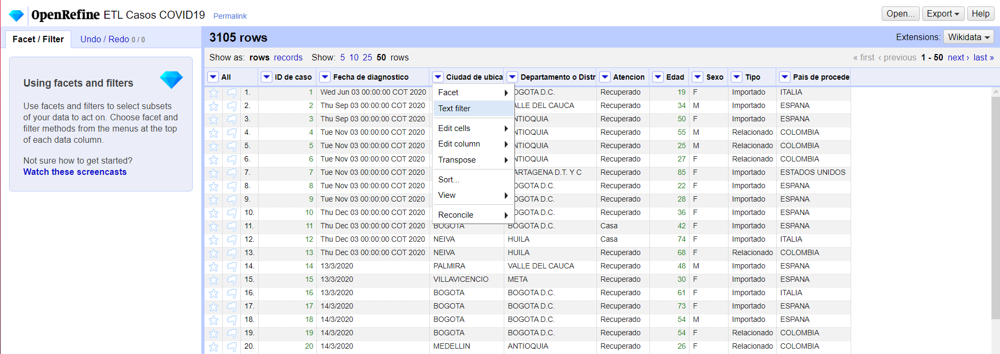 OpenRefine ETL Casos COVID19 Permalink Open... Export Help
Facet / Filter Undo / Redo 0 / 0 3105 rows Extensions: Wikidata
Show as: rows records Show: 5 10 25 50 rows « first ‹ previous 1 - 50 next › last »
Using facets and filters
Use facets and filters to select subsets
of your data to act on. Choose facet and
filter methods from the menus at the top
of each data column.
Not sure how to get started?
Watch these screencasts
All ID de caso Fecha de diagnostico Ciudad de ubica Departamento o Distr Atencion Edad Sexo Tipo Pais de procede
1. 1 Wed Jun 03 00:00:00 COT 2020 OGOTA D.C. Recuperado 19 F Importado ITALIA
2. 2 Thu Sep 03 00:00:00 COT 2020 ALLE DEL CAUCA Recuperado 34 M Importado ESPANA
3. 3 Thu Sep 03 00:00:00 COT 2020 NTIOQUIA Recuperado 50 F Importado ESPANA
4. 4 Tue Nov 03 00:00:00 COT 2020 NTIOQUIA Recuperado 55 M Relacionado COLOMBIA
5. 5 Tue Nov 03 00:00:00 COT 2020 NTIOQUIA Recuperado 25 M Relacionado COLOMBIA
6. 6 Tue Nov 03 00:00:00 COT 2020 NTIOQUIA Recuperado 27 F Relacionado COLOMBIA
7. 7 Tue Nov 03 00:00:00 COT 2020 ARTAGENA D.T. Y C Recuperado 85 F Importado ESTADOS UNIDOS
8. 8 Tue Nov 03 00:00:00 COT 2020 OGOTA D.C. Recuperado 22 F Importado ESPANA
9. 9 Tue Nov 03 00:00:00 COT 2020 OGOTA D.C. Recuperado 28 F Importado ESPANA
10. 10 Thu Dec 03 00:00:00 COT 2020 OGOTA D.C. Recuperado 36 F Importado ESPANA
11. 11 Thu Dec 03 00:00:00 COT 2020 BOGOTA BOGOTA D.C. Casa 42 F Importado ESPANA
12. 12 Thu Dec 03 00:00:00 COT 2020 NEIVA HUILA Casa 74 F Importado ITALIA
13. 13 Thu Dec 03 00:00:00 COT 2020 NEIVA HUILA Recuperado 68 F Relacionado COLOMBIA
14. 14 13/3/2020 PALMIRA VALLE DEL CAUCA Recuperado 48 M Importado ESPANA
15. 15 13/3/2020 VILLAVICENCIO META Recuperado 30 F Importado ESPANA
16. 16 13/3/2020 BOGOTA BOGOTA D.C. Recuperado 61 F Importado ITALIA
17. 17 14/3/2020 BOGOTA BOGOTA D.C. Recuperado 73 F Importado ESPANA
18. 18 14/3/2020 BOGOTA BOGOTA D.C. Recuperado 54 M Importado ESPANA
19. 19 14/3/2020 BOGOTA BOGOTA D.C. Recuperado 54 F Relacionado COLOMBIA
20. 20 14/3/2020 MEDELLIN ANTIOQUIA Recuperado 26 F Relacionado COLOMBIA
Facet
Text filter
Edit cells
Edit column
Transpose
Sort...
View
Reconcile